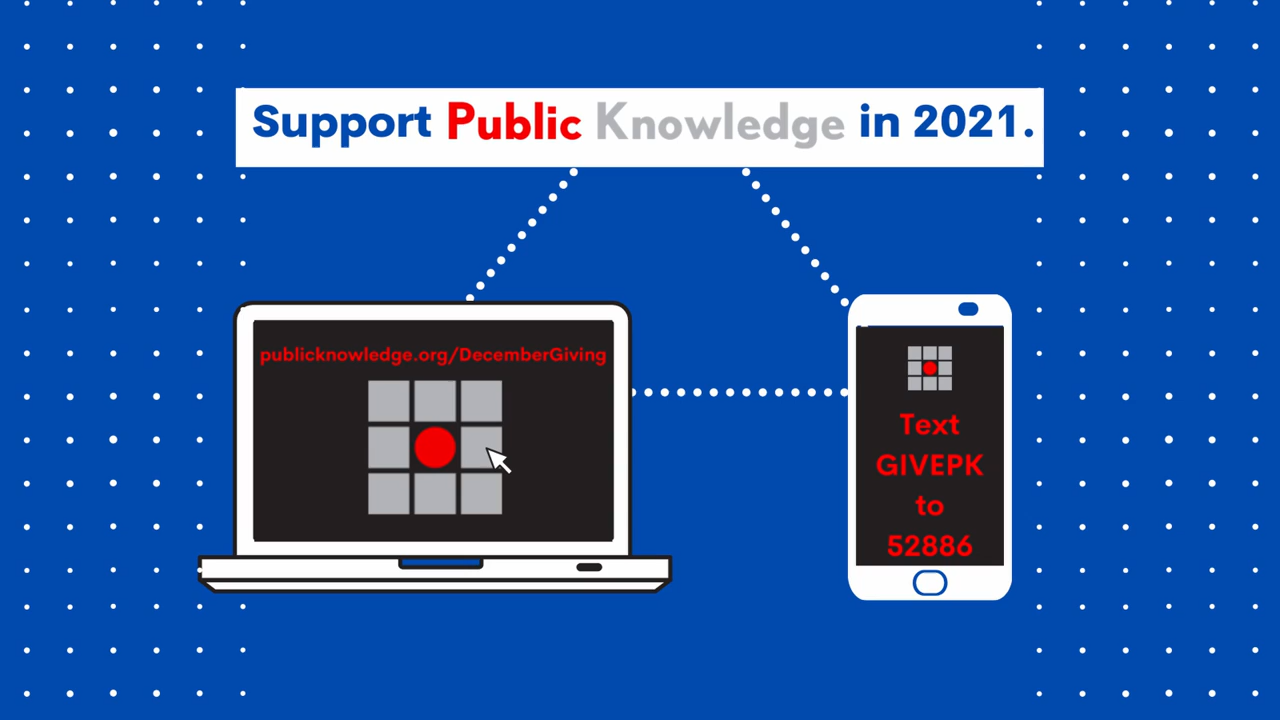 Support Public Knowledge in 2021.
publicknowledge.org/DecemberGiving
Text
GIVEPK
to
52886